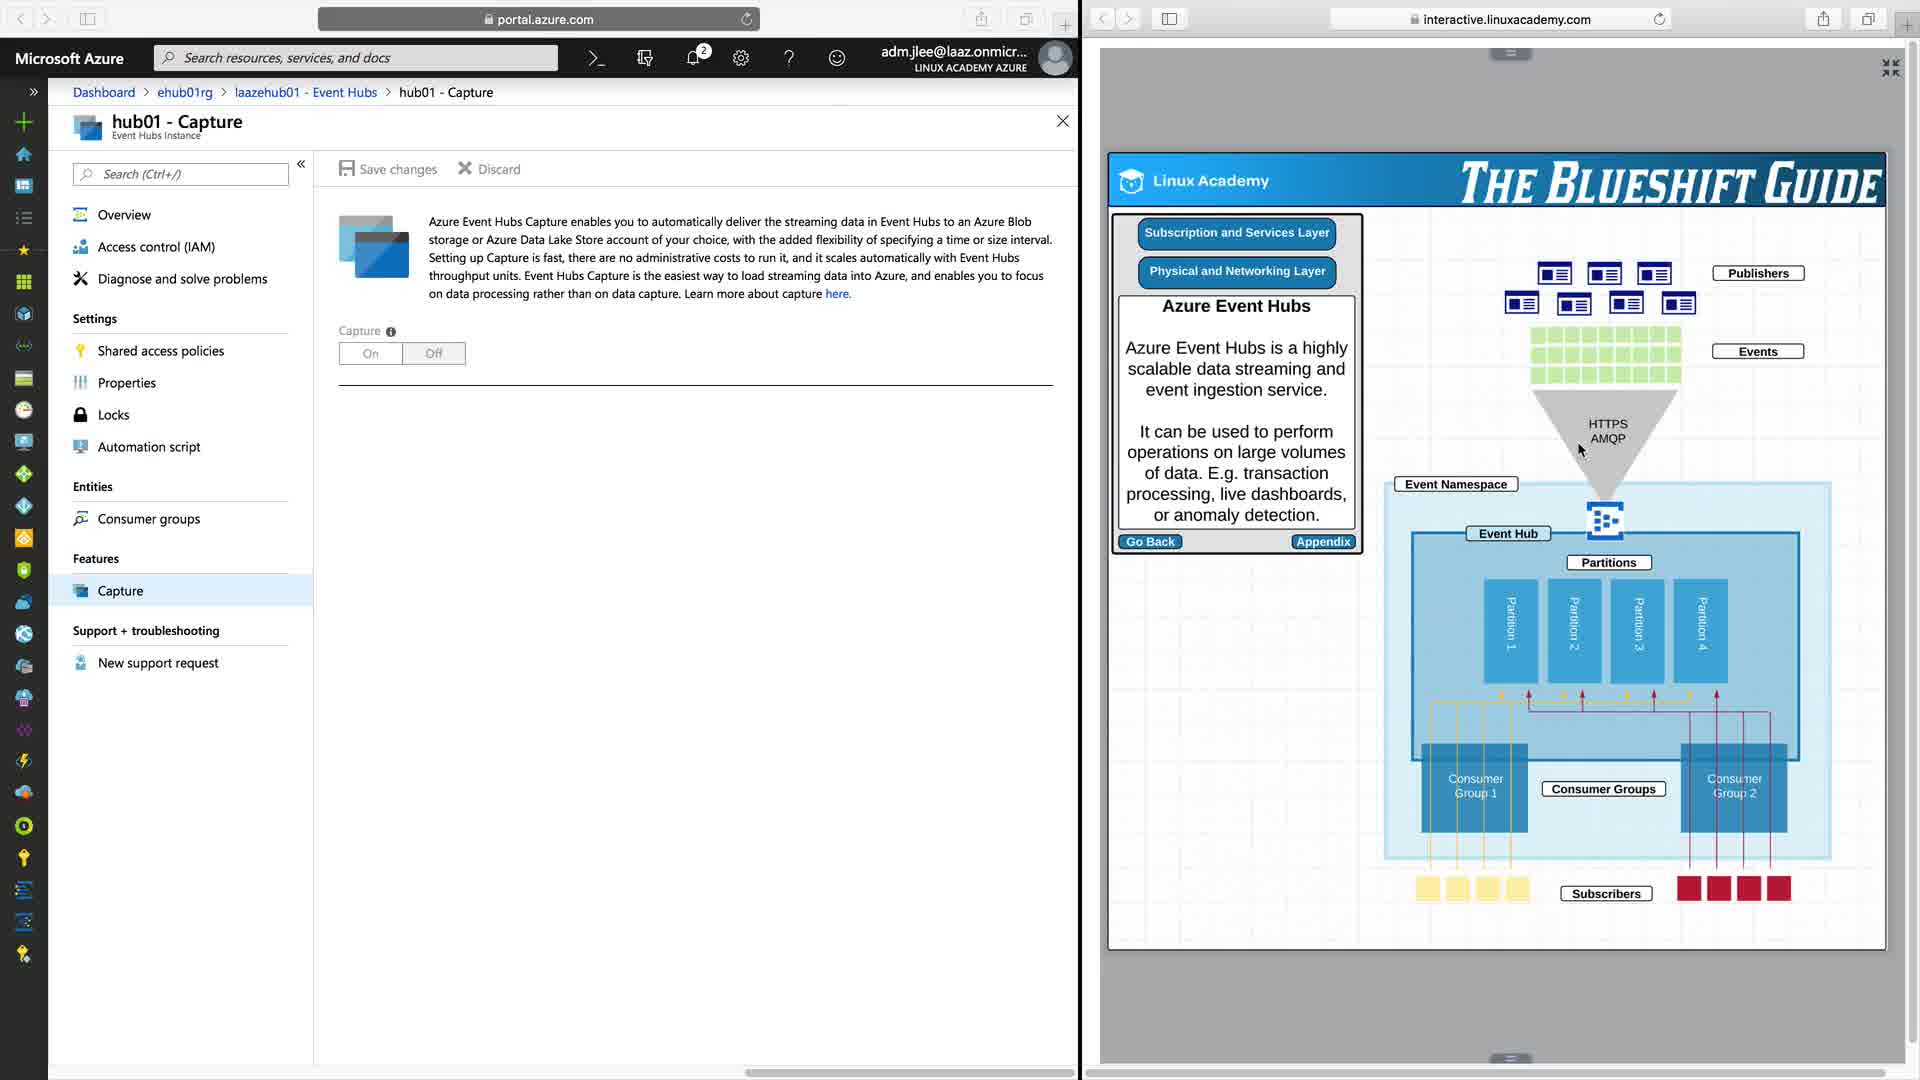 portal.azure.com
Microsoft Azure
Search resources, services, and docs
2
adm.jlee@laaz.onmicr...
LINUX ACADEMY AZURE
Dashboard > ehub01rg > laazehub01 - Event Hubs > hub01 - Capture
hub01 - Capture
Event Hubs Instance
Search (Ctrl+/)
Overview
Access control (IAM)
Diagnose and solve problems
Settings
Shared access policies
Properties
Locks
Automation script
Entities
Consumer groups
Features
Capture
Support + troubleshooting
New support request
Save changes
Discard
Azure Event Hubs Capture enables you to automatically deliver the streaming data in Event Hubs to an Azure Blob
storage or Azure Data Lake Store account of your choice, with the added flexibility of specifying a time or size interval.
Setting up Capture is fast, there are no administrative costs to run it, and it scales automatically with Event Hubs
throughput units. Event Hubs Capture is the easiest way to load streaming data into Azure, and enables you to focus
on data processing rather than on data capture. Learn more about capture here.
Capture
On
Off
interactive.linuxacademy.com
Linux Academy
THE BLUESHIFT GUIDE
Subscription and Services Layer
Physical and Networking Layer
Azure Event Hubs
Azure Event Hubs is a highly
scalable data streaming and
event ingestion service.
It can be used to perform
operations on large volumes
of data. E.g. transaction
processing, live dashboards,
or anomaly detection.
Go Back
Appendix
Publishers
Events
HTTPS
AMQP
Event Namespace
Event Hub
Partitions
Partition 1
Partition 2
Partition 3
Partition 4
Consumer
Group 1
Consumer Groups
Consumer
Group 2
Subscribers